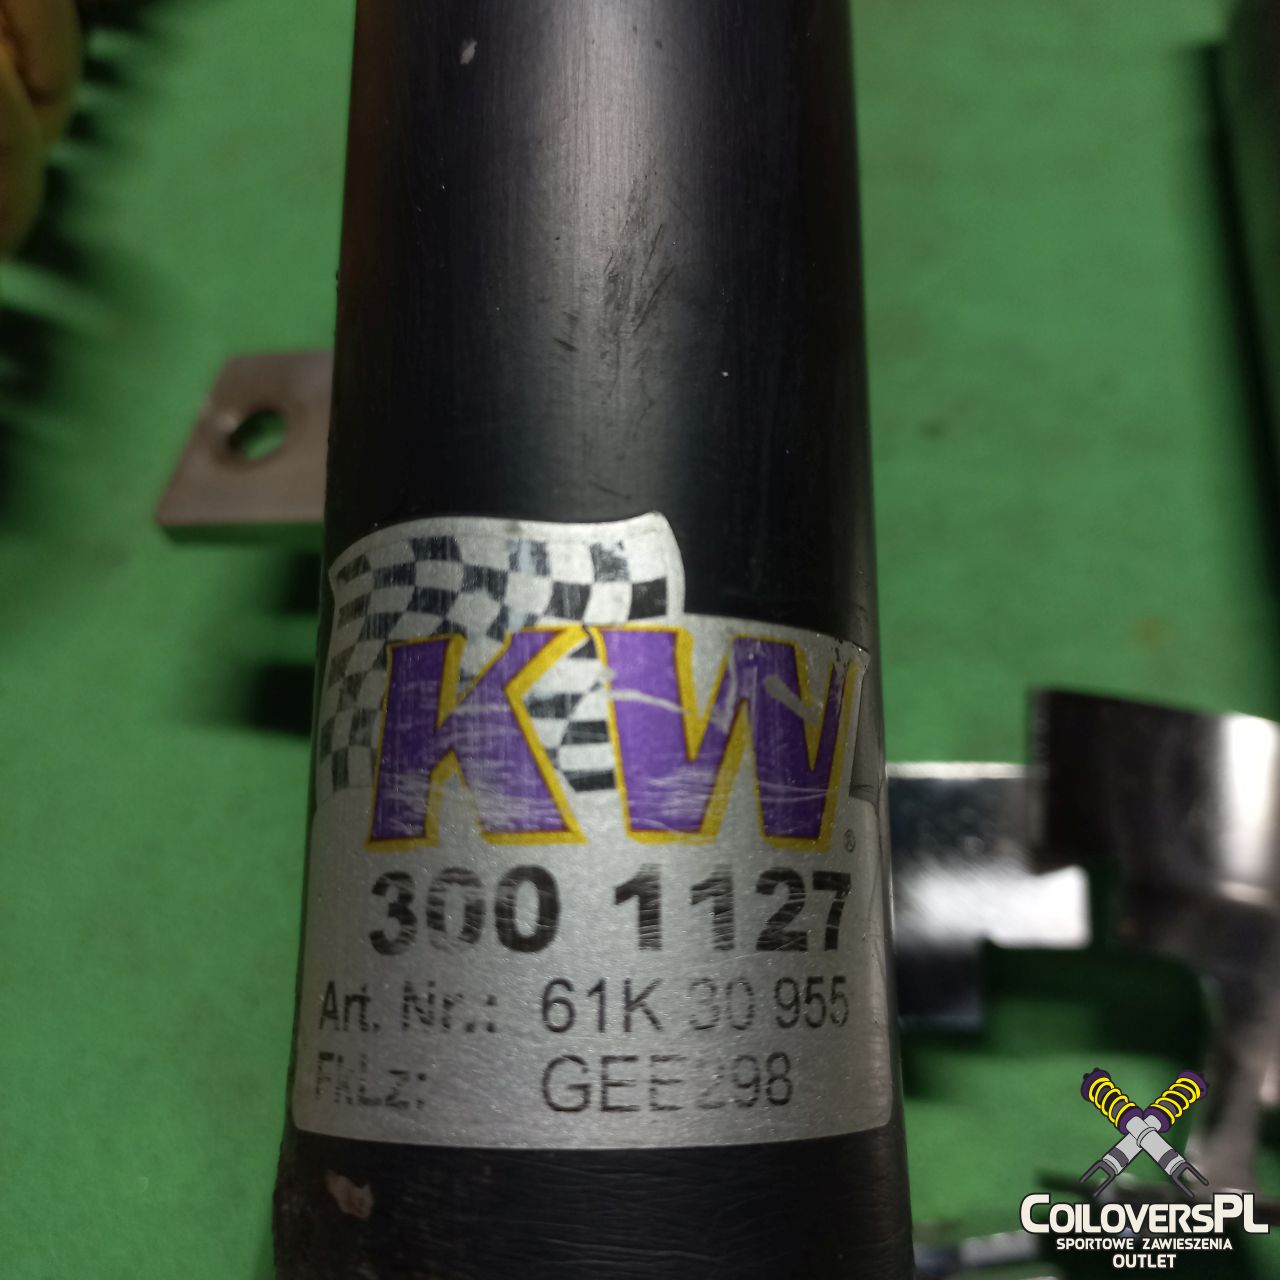 KW®
300 1127
Art. Nr.: 61K 30 955
FKLz: GEE298
COILOVERSPL
SPORTOWE ZAWIESZENIA
OUTLET